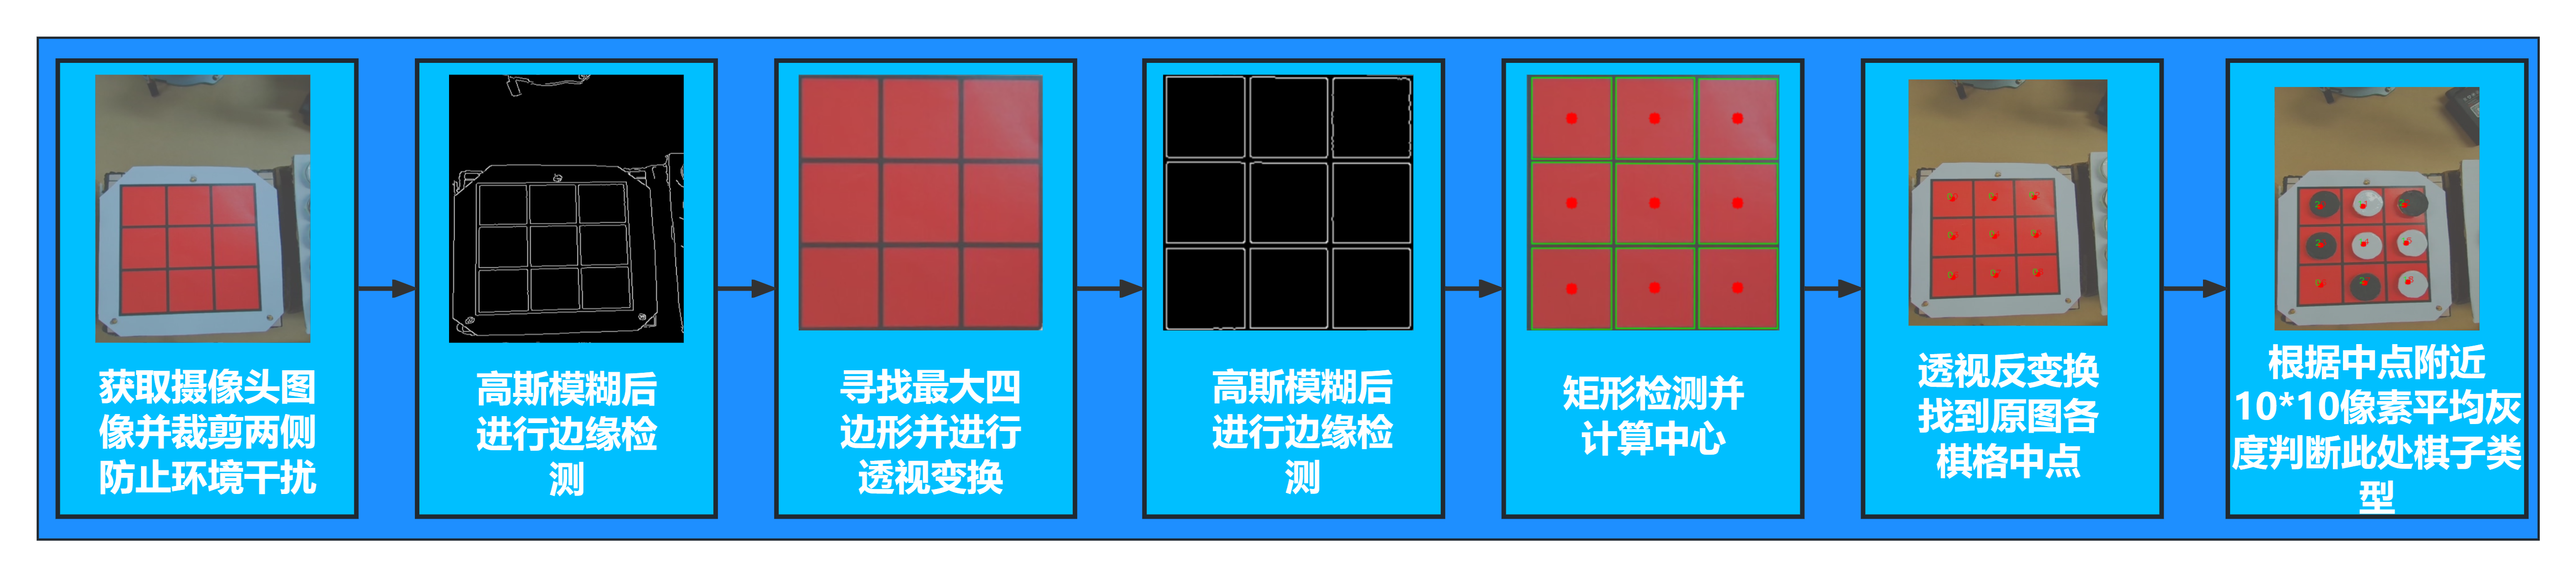 获取摄像头图
像并裁剪两侧
防止环境干扰
高斯模糊后
进行边缘检
测
寻找最大四
边形并进行
透视变换
高斯模糊后
进行边缘检
测
矩形检测并
计算中心
透视反变换
找到原图各
棋格中点
根据中点附近
10*10像素平均灰
度判断此处棋子类
型